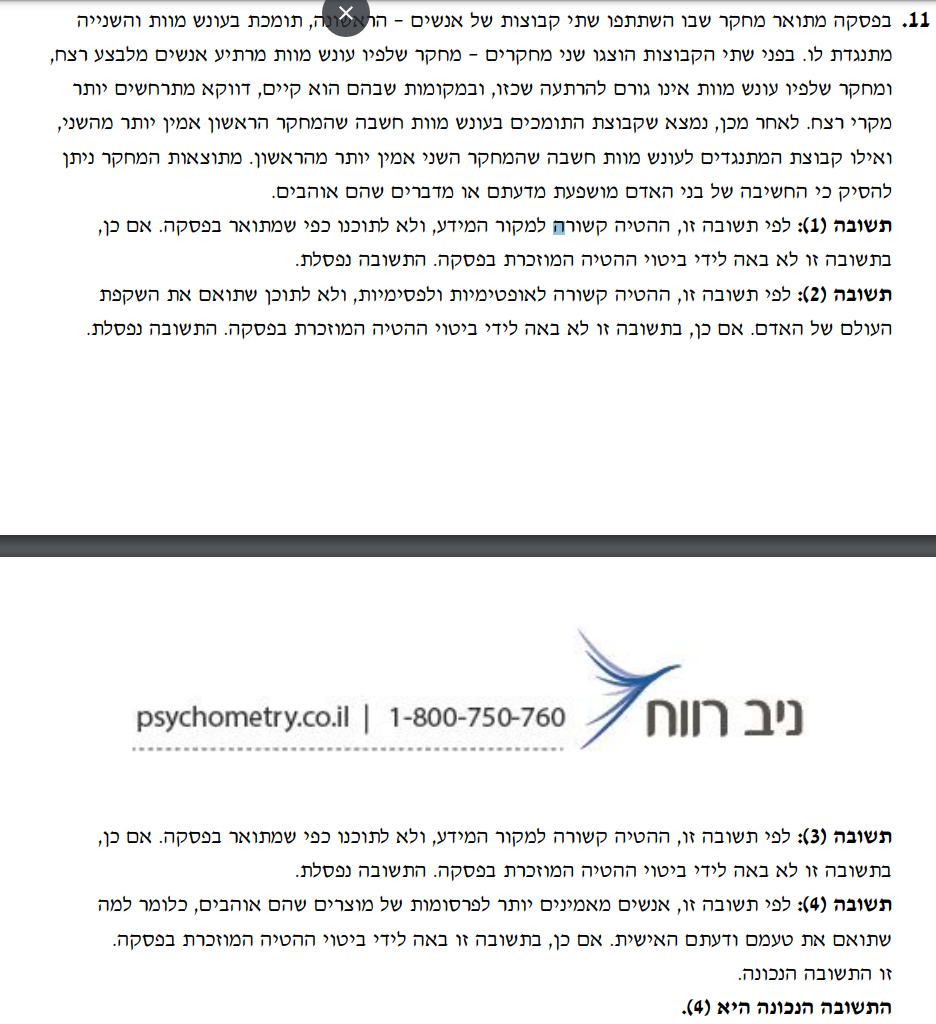 11. בפסקה מתואר מחקר שבו השתתפו שתי קבוצות של אנשים – הראשונה, תומכת בעונש מוות והשנייה
מתנגדת לו. בפני שתי הקבוצות הוצגו שני מחקרים – מחקר שלפיו עונש מוות מרתיע אנשים מלבצע רצח,
ומחקר שלפיו עונש מוות אינו גורם להרתעה שכזו, ובמקומות שבהם הוא קיים, דווקא מתרחשים יותר
מקרי רצח. לאחר מכן, נמצא שקבוצת התומכים בעונש מוות חשבה שהמחקר הראשון אמין יותר מהשני,
ואילו קבוצת המתנגדים לעונש מוות חשבה שהמחקר השני אמין יותר מהראשון. מתוצאות המחקר ניתן
להסיק כי החשיבה של בני האדם מושפעת מדעתם או מדברים שהם אוהבים.
תשובה (1): לפי תשובה זו, ההטיה קשורה למקור המידע, ולא לתוכנו כפי שמתואר בפסקה. אם כן,
בתשובה זו לא באה לידי ביטוי ההטיה המוזכרת בפסקה. התשובה נפסלת.
תשובה (2): לפי תשובה זו, ההטיה קשורה לאופטימיות ולפסימיות, ולא לתוכן שתואם את השקפת
העולם של האדם. אם כן, בתשובה זו לא באה לידי ביטוי ההטיה המוזכרת בפסקה. התשובה נפסלת.
ניב רווח
psychometry.co.il | 1-800-750-760
תשובה (3): לפי תשובה זו, ההטיה קשורה למקור המידע, ולא לתוכנו כפי שמתואר בפסקה. אם כן,
בתשובה זו לא באה לידי ביטוי ההטיה המוזכרת בפסקה. התשובה נפסלת.
תשובה (4): לפי תשובה זו, אנשים מאמינים יותר לפרסומות של מוצרים שהם אוהבים, כלומר למה
שתואם את טעמם ודעתם האישית. אם כן, בתשובה זו באה לידי ביטוי ההטיה המוזכרת בפסקה.
זו התשובה הנכונה.
התשובה הנכונה היא (4).